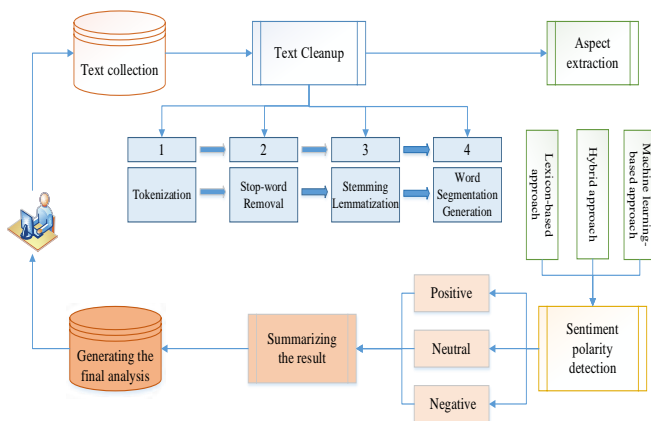 Text collection
Text Cleanup
Aspect
extraction
1
2
3
4
Tokenization
Stop-word
Removal
Stemming
Lemmatization
Word
Segmentation
Generation
Lexicon-based
approach
Hybrid approach
Machine learning-
based approach
Positive
Neutral
Negative
Sentiment
polarity
detection
Summarizing
the result
Generating the
final analysis